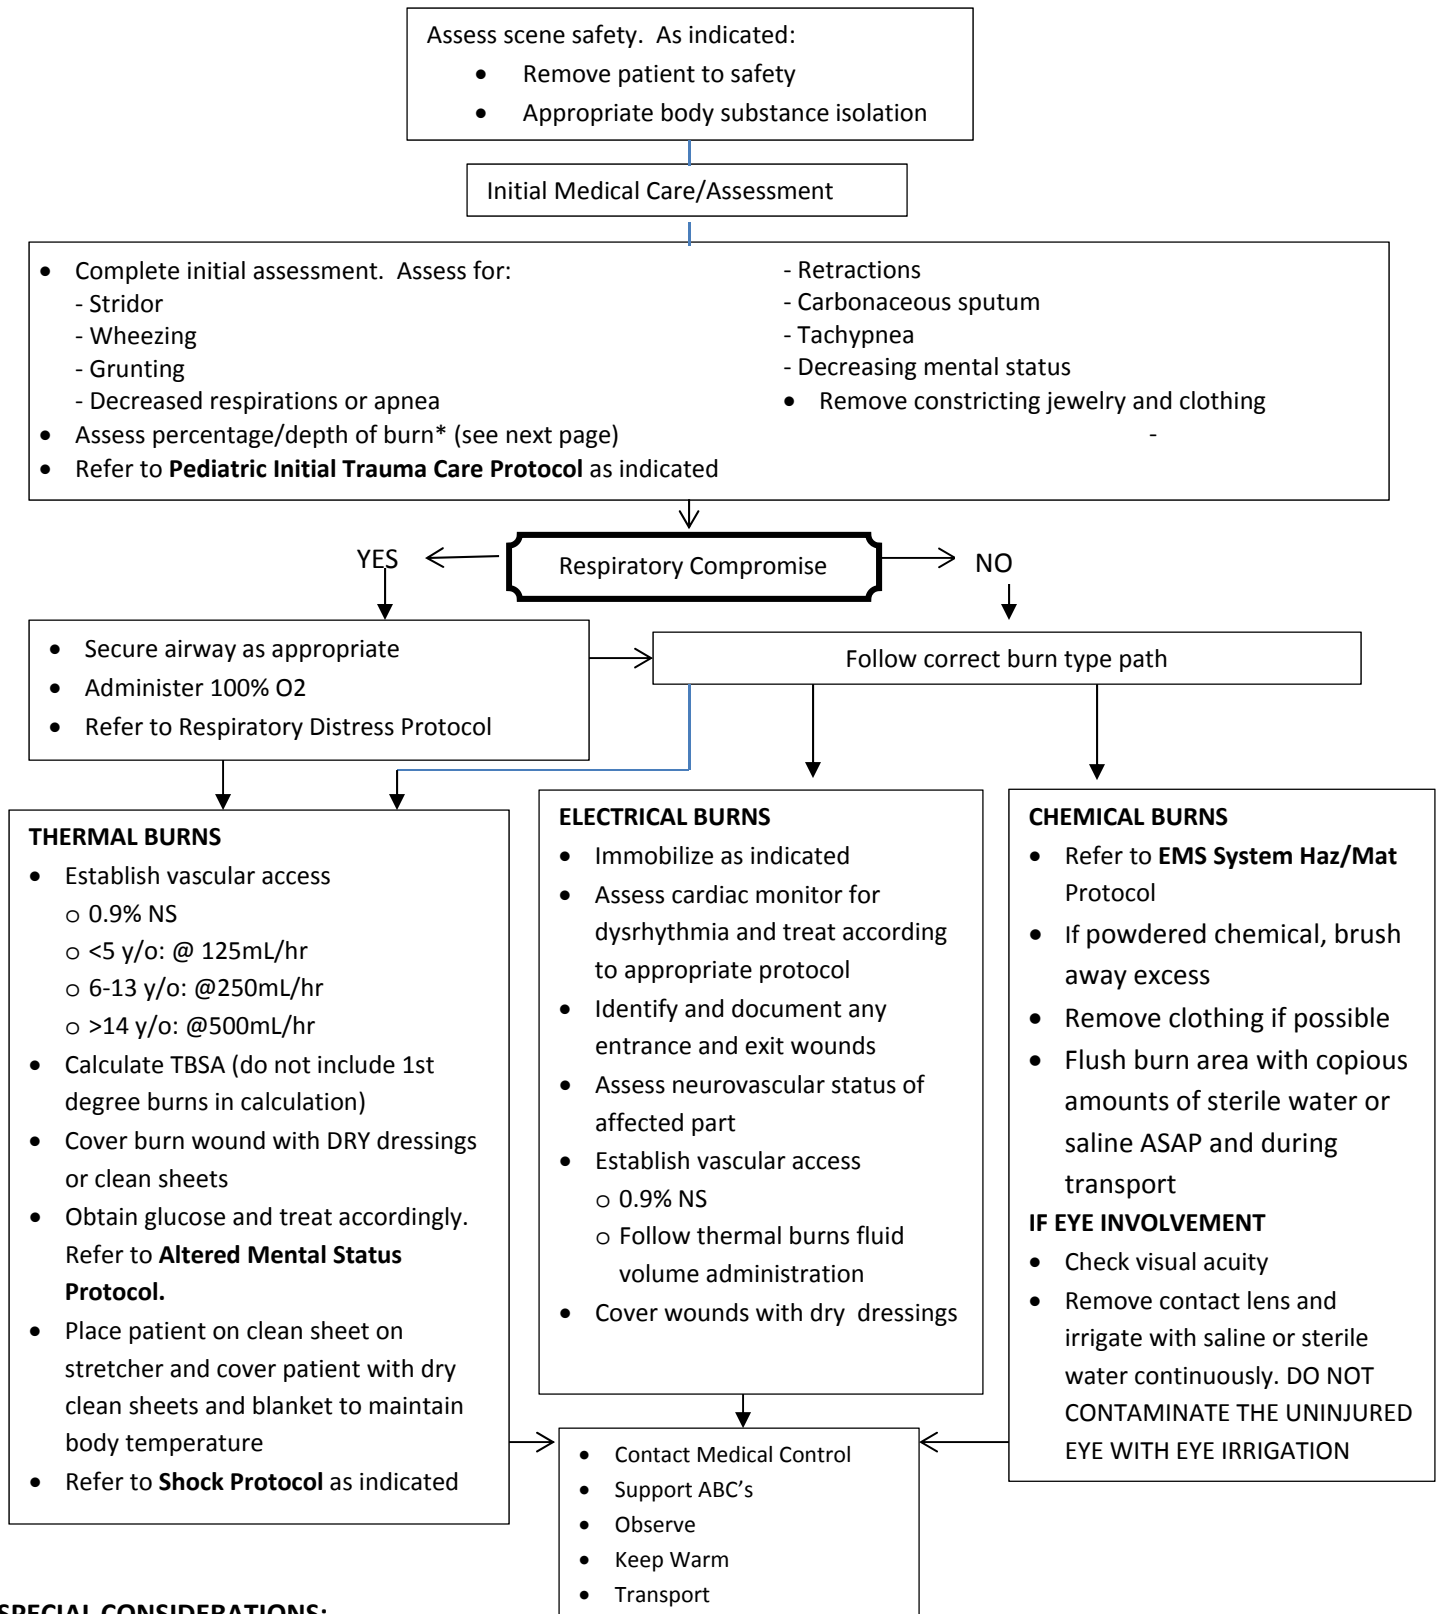 Assess scene safety.  As indicated:
• Remove patient to safety
• Appropriate body substance isolation
Initial Medical Care/Assessment
• Complete initial assessment.  Assess for:
- Stridor
- Wheezing
- Grunting
- Decreased respirations or apnea
- Retractions
- Carbonaceous sputum
- Tachypnea
- Decreasing mental status
• Remove constricting jewelry and clothing
-
• Assess percentage/depth of burn* (see next page)
• Refer to Pediatric Initial Trauma Care Protocol as indicated
Respiratory Compromise
YES
NO
• Secure airway as appropriate
• Administer 100% O2
• Refer to Respiratory Distress Protocol
Follow correct burn type path
THERMAL BURNS
• Establish vascular access
o 0.9% NS
o <5 y/o: @ 125mL/hr
o 6-13 y/o: @250mL/hr
o >14 y/o: @500mL/hr
• Calculate TBSA (do not include 1st
degree burns in calculation)
• Cover burn wound with DRY dressings
or clean sheets
• Obtain glucose and treat accordingly.
Refer to Altered Mental Status
Protocol.
• Place patient on clean sheet on
stretcher and cover patient with dry
clean sheets and blanket to maintain
body temperature
• Refer to Shock Protocol as indicated
ELECTRICAL BURNS
• Immobilize as indicated
• Assess cardiac monitor for
dysrhythmia and treat according
to appropriate protocol
• Identify and document any
entrance and exit wounds
• Assess neurovascular status of
affected part
• Establish vascular access
o 0.9% NS
o Follow thermal burns fluid
volume administration
• Cover wounds with dry  dressings
CHEMICAL BURNS
• Refer to EMS System Haz/Mat
Protocol
• If powdered chemical, brush
away excess
• Remove clothing if possible
• Flush burn area with copious
amounts of sterile water or
saline ASAP and during
transport
IF EYE INVOLVEMENT
• Check visual acuity
• Remove contact lens and
irrigate with saline or sterile
water continuously. DO NOT
CONTAMINATE THE UNINJURED
EYE WITH EYE IRRIGATION
• Contact Medical Control
• Support ABC's
• Observe
• Keep Warm
• Transport
SPECIAL CONSIDERATIONS: